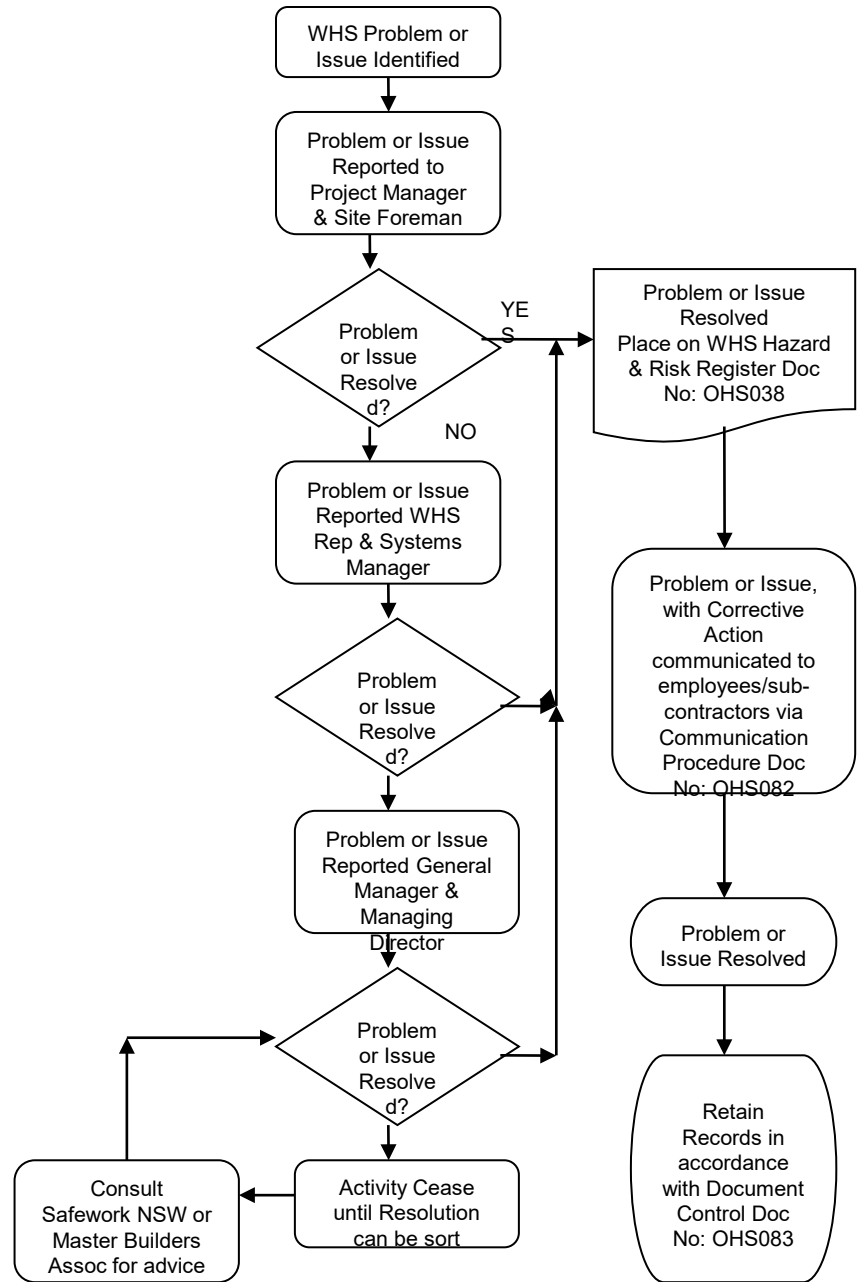 WHS Problem or
Issue Identified
Problem or Issue
Reported to
Project Manager
& Site Foreman
Problem
or Issue
Resolve
d?
YE
S
NO
Problem or Issue
Resolved
Place on WHS Hazard
& Risk Register Doc
No: OHS038
Problem or Issue
Reported WHS
Rep & Systems
Manager
Problem or Issue,
with Corrective
Action
communicated to
employees/sub-
contractors via
Communication
Procedure Doc
No: OHS082
Problem
or Issue
Resolve
d?
Problem or Issue
Reported General
Manager &
Managing
Director
Problem or
Issue Resolved
Problem
or Issue
Resolve
d?
Consult
Safework NSW or
Master Builders
Assoc for advice
Activity Cease
until Resolution
can be sort
Retain
Records in
accordance
with Document
Control Doc
No: OHS083